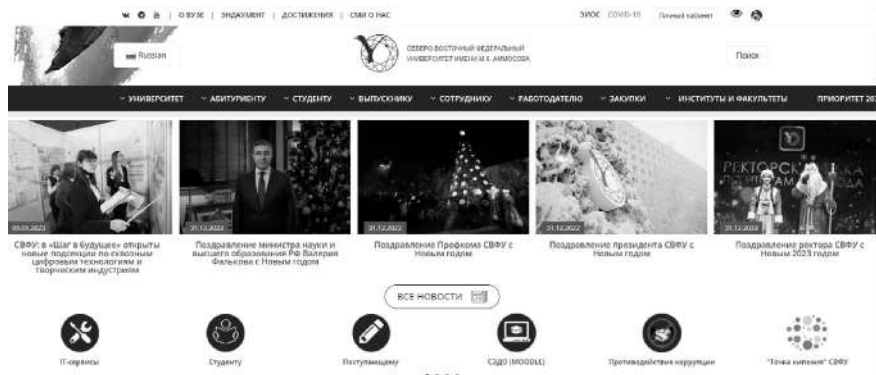 О ВУЗЕ | ЭНДАУМЕНТ | ДОСТИЖЕНИЯ | СМИ О НАС
ЭИОС COVID-19 Личный кабинет
Russian
СЕВЕРО-ВОСТОЧНЫЙ ФЕДЕРАЛЬНЫЙ
УНИВЕРСИТЕТ ИМЕНИ М.К. АММОСОВА
Поиск
УНИВЕРСИТЕТ АБИТУРИЕНТУ СТУДЕНТУ ВЫПУСКНИКУ СОТРУДНИКУ РАБОТОДАТЕЛЮ ЗАКУПКИ ИНСТИТУТЫ И ФАКУЛЬТЕТЫ ПРИОРИТЕТ 20
09.01.2023
СВФУ: в «Шаг в будущее» открыты
новые подсекции по сквозным
цифровым технологиям и
творческим индустриям
31.12.2022
Поздравление министра науки и
высшего образования РФ Валерия
Фалькова с Новым годом
31.12.2022
Поздравление Профкома СВФУ с
Новым годом
31.12.2022
Поздравление президента СВФУ с
Новым годом
31.12.2022
Поздравление ректора СВФУ с
Новым 2023 годом
ВСЕ НОВОСТИ
IT-сервисы
Студенту
Поступающему
СЭДО (MOODLE)
Противодействие коррупции
"Точка кипения" СВФУ